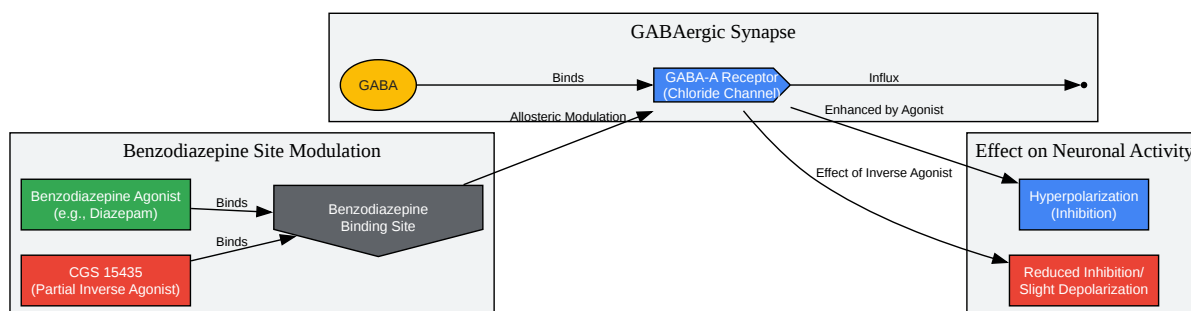 GABAergic Synapse
GABA
Binds
GABA-A Receptor
(Chloride Channel)
Influx
Allosteric Modulation
Enhanced by Agonist
Benzodiazepine Site Modulation
Benzodiazepine Agonist
(e.g., Diazepam)
Binds
Benzodiazepine
Binding Site
Binds
CGS 15435
(Partial Inverse Agonist)
Effect of Inverse Agonist
Effect on Neuronal Activity
Hyperpolarization
(Inhibition)
Reduced Inhibition/
Slight Depolarization